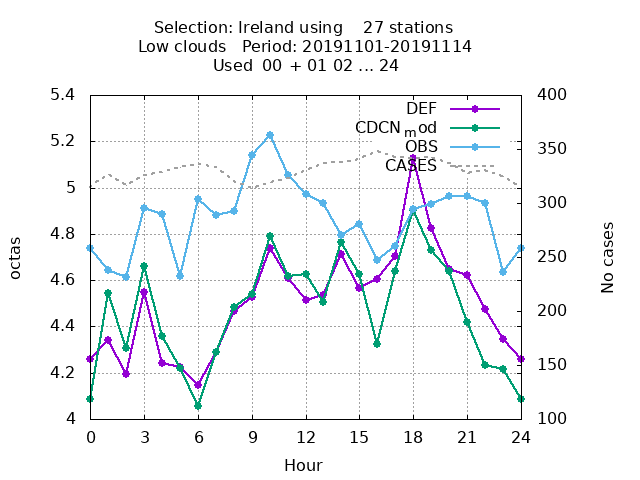 Selection: Ireland using    27 stations
Low clouds   Period: 20191101-20191114
Used  00 + 01 02 ... 24
DEF
CDCN_mod
OBS
CASES
5.4
5.2
5
4.8
4.6
4.4
4.2
4
400
350
300
250
200
150
100
octas
No cases
0 3 6 9 12 15 18 21 24
Hour